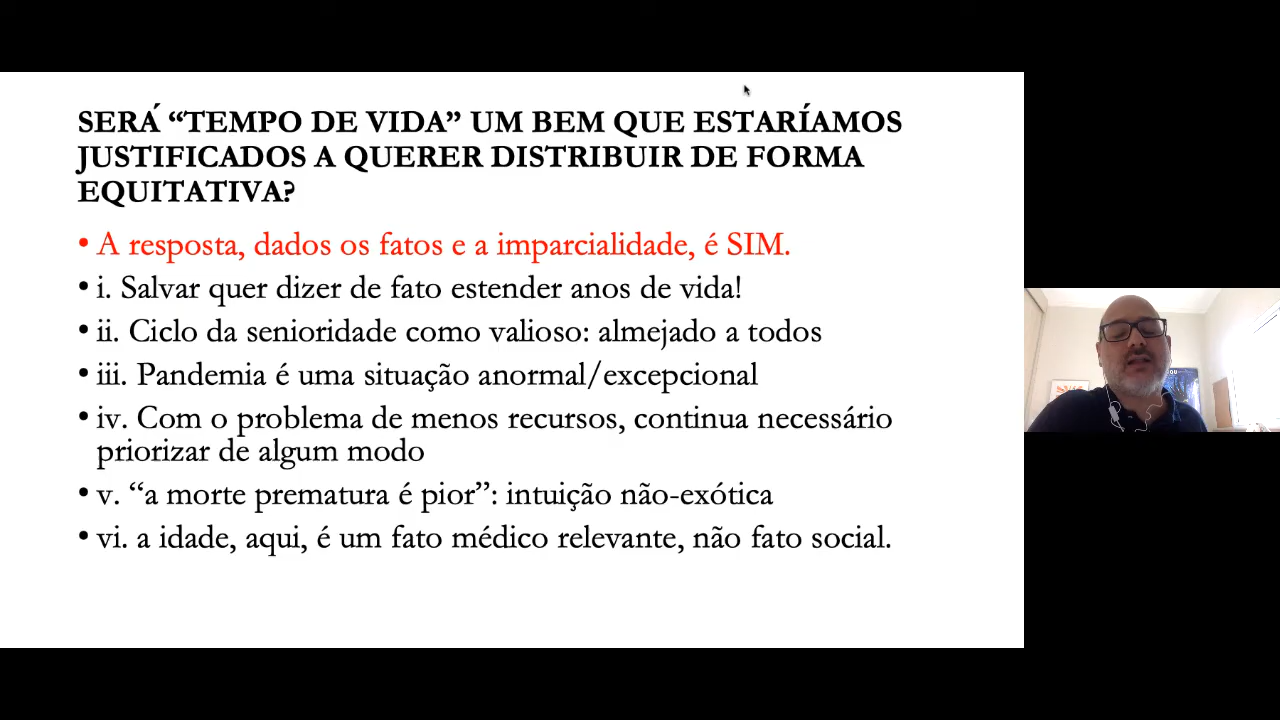 SERÁ “TEMPO DE VIDA” UM BEM QUE ESTARÍAMOS
JUSTIFICADOS A QUERER DISTRIBUIR DE FORMA
EQUITATIVA?
• A resposta, dados os fatos e a imparcialidade, é SIM.
• i. Salvar quer dizer de fato estender anos de vida!
• ii. Ciclo da senioridade como valioso: almejado a todos
• iii. Pandemia é uma situação anormal/excepcional
• iv. Com o problema de menos recursos, continua necessário
priorizar de algum modo
• v. “a morte prematura é pior”: intuição não-exótica
• vi. a idade, aqui, é um fato médico relevante, não fato social.